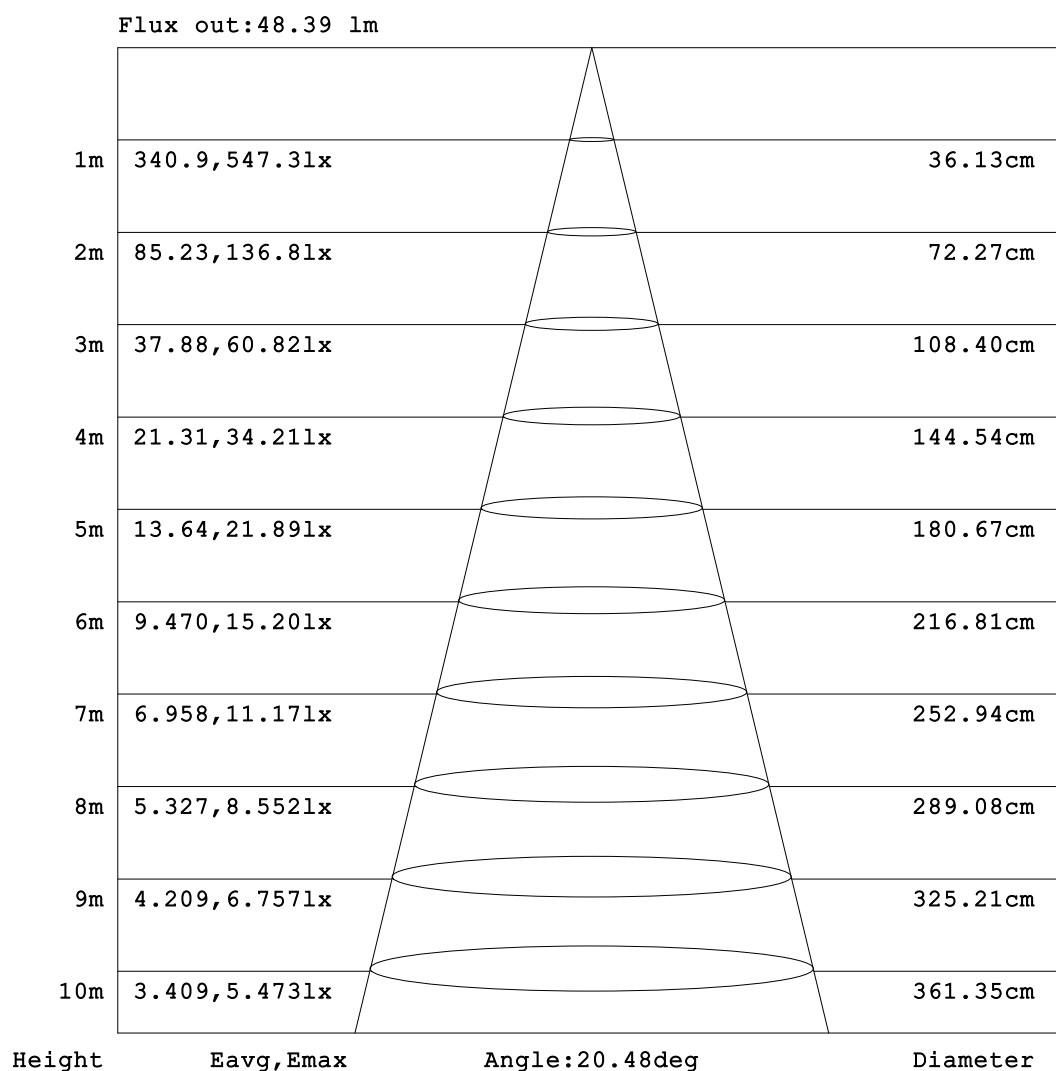 Flux out:48.39 lm
1m 340.9,547.3lx 36.13cm
2m 85.23,136.8lx 72.27cm
3m 37.88,60.82lx 108.40cm
4m 21.31,34.21lx 144.54cm
5m 13.64,21.89lx 180.67cm
6m 9.470,15.20lx 216.81cm
7m 6.958,11.17lx 252.94cm
8m 5.327,8.552lx 289.08cm
9m 4.209,6.757lx 325.21cm
10m 3.409,5.473lx 361.35cm
Height Eavg,Emax Angle:20.48deg Diameter